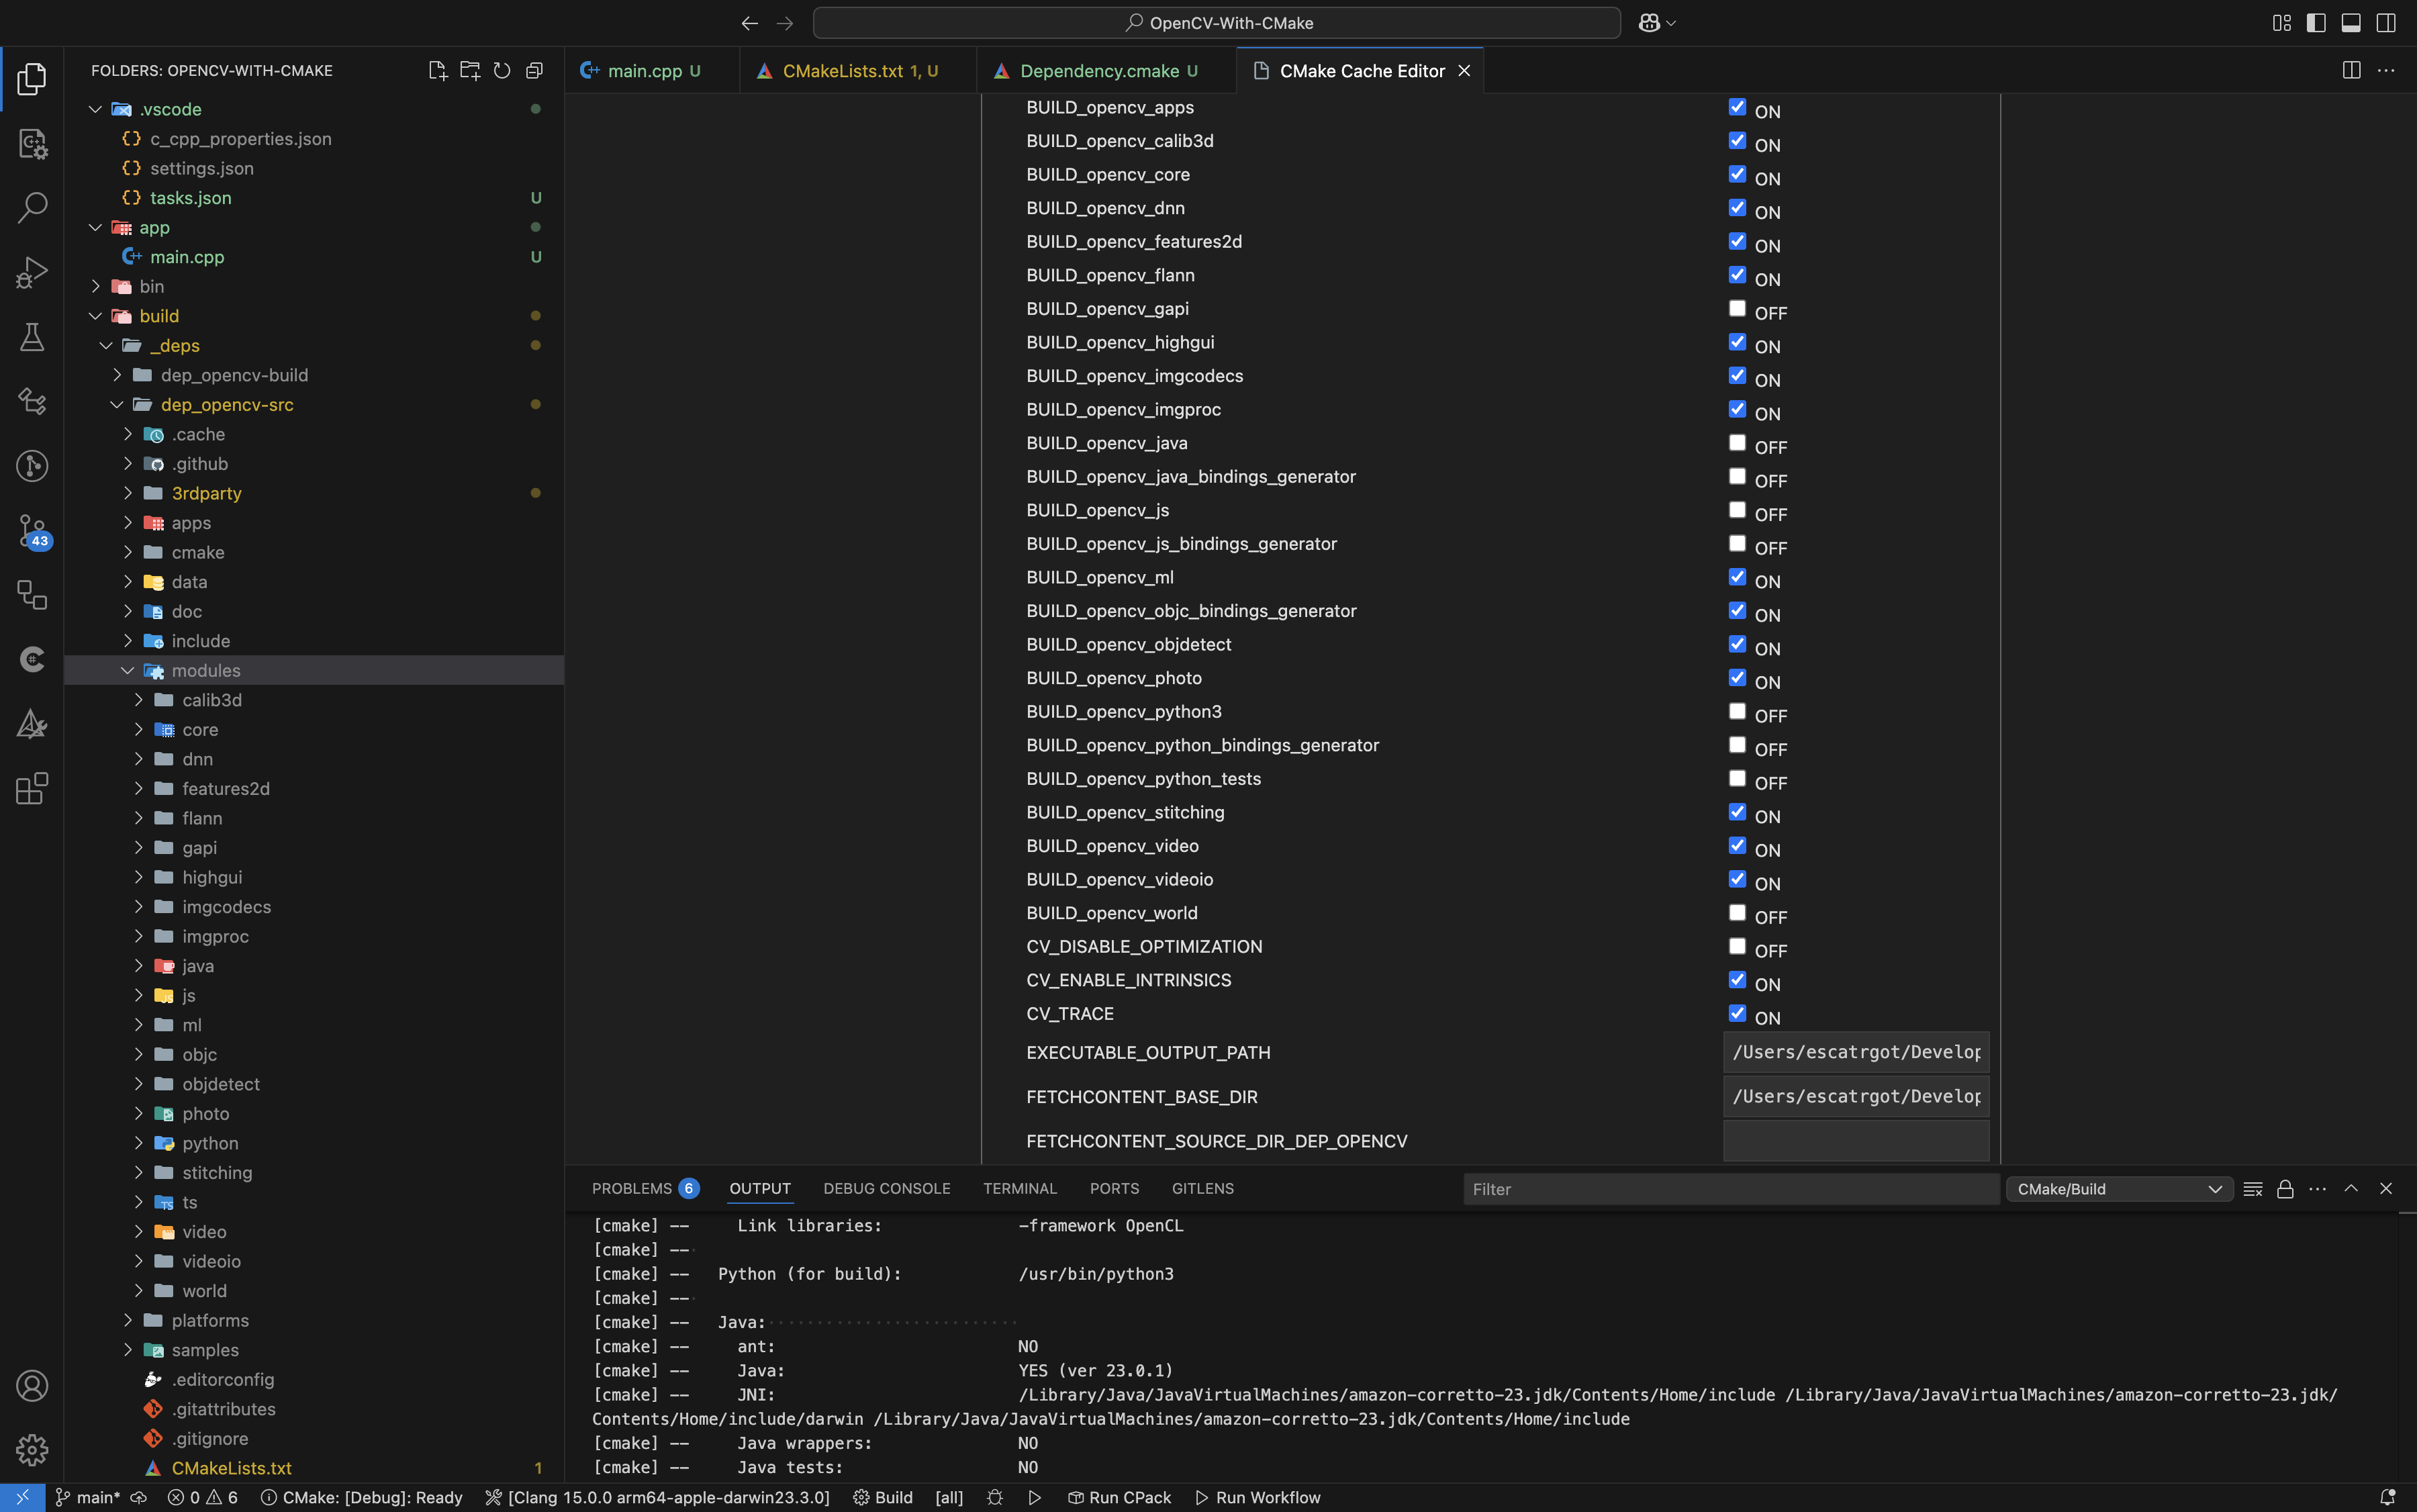 OpenCV-With-CMake
FOLDERS: OPENCV-WITH-CMAKE
.vscode
c_cpp_properties.json
settings.json
tasks.json U
app
main.cpp U
bin
build
_deps
dep_opencv-build
dep_opencv-src
.cache
.github
3rdparty
apps
cmake
data
doc
include
modules
calib3d
core
dnn
features2d
flann
gapi
highgui
imgcodecs
imgproc
java
js
ml
objc
objdetect
photo
python
stitching
ts
video
videoio
world
platforms
samples
.editorconfig
.gitattributes
.gitignore
CMakeLists.txt 1
43
main.cpp U
CMakeLists.txt 1, U
Dependency.cmake U
CMake Cache Editor
BUILD_opencv_apps ON
BUILD_opencv_calib3d ON
BUILD_opencv_core ON
BUILD_opencv_dnn ON
BUILD_opencv_features2d ON
BUILD_opencv_flann ON
BUILD_opencv_gapi OFF
BUILD_opencv_highgui ON
BUILD_opencv_imgcodecs ON
BUILD_opencv_imgproc ON
BUILD_opencv_java OFF
BUILD_opencv_java_bindings_generator OFF
BUILD_opencv_js OFF
BUILD_opencv_js_bindings_generator OFF
BUILD_opencv_ml ON
BUILD_opencv_objc_bindings_generator ON
BUILD_opencv_objdetect ON
BUILD_opencv_photo ON
BUILD_opencv_python3 OFF
BUILD_opencv_python_bindings_generator OFF
BUILD_opencv_python_tests OFF
BUILD_opencv_stitching ON
BUILD_opencv_video ON
BUILD_opencv_videoio ON
BUILD_opencv_world OFF
CV_DISABLE_OPTIMIZATION OFF
CV_ENABLE_INTRINSICS ON
CV_TRACE ON
EXECUTABLE_OUTPUT_PATH /Users/escatrgot/Develop
FETCHCONTENT_BASE_DIR /Users/escatrgot/Develop
FETCHCONTENT_SOURCE_DIR_DEP_OPENCV
PROBLEMS 6 OUTPUT DEBUG CONSOLE TERMINAL PORTS GITLENS Filter CMake/Build
[cmake] --     Link libraries:              -framework OpenCL
[cmake] --
[cmake] --   Python (for build):            /usr/bin/python3
[cmake] --
[cmake] --   Java:
[cmake] --     ant:                         NO
[cmake] --     Java:                        YES (ver 23.0.1)
[cmake] --     JNI:                         /Library/Java/JavaVirtualMachines/amazon-corretto-23.jdk/Contents/Home/include /Library/Java/JavaVirtualMachines/amazon-corretto-23.jdk/
Contents/Home/include/darwin /Library/Java/JavaVirtualMachines/amazon-corretto-23.jdk/Contents/Home/include
[cmake] --     Java wrappers:               NO
[cmake] --     Java tests:                  NO
main* 0 6 CMake: [Debug]: Ready [Clang 15.0.0 arm64-apple-darwin23.3.0] Build [all] Run CPack Run Workflow